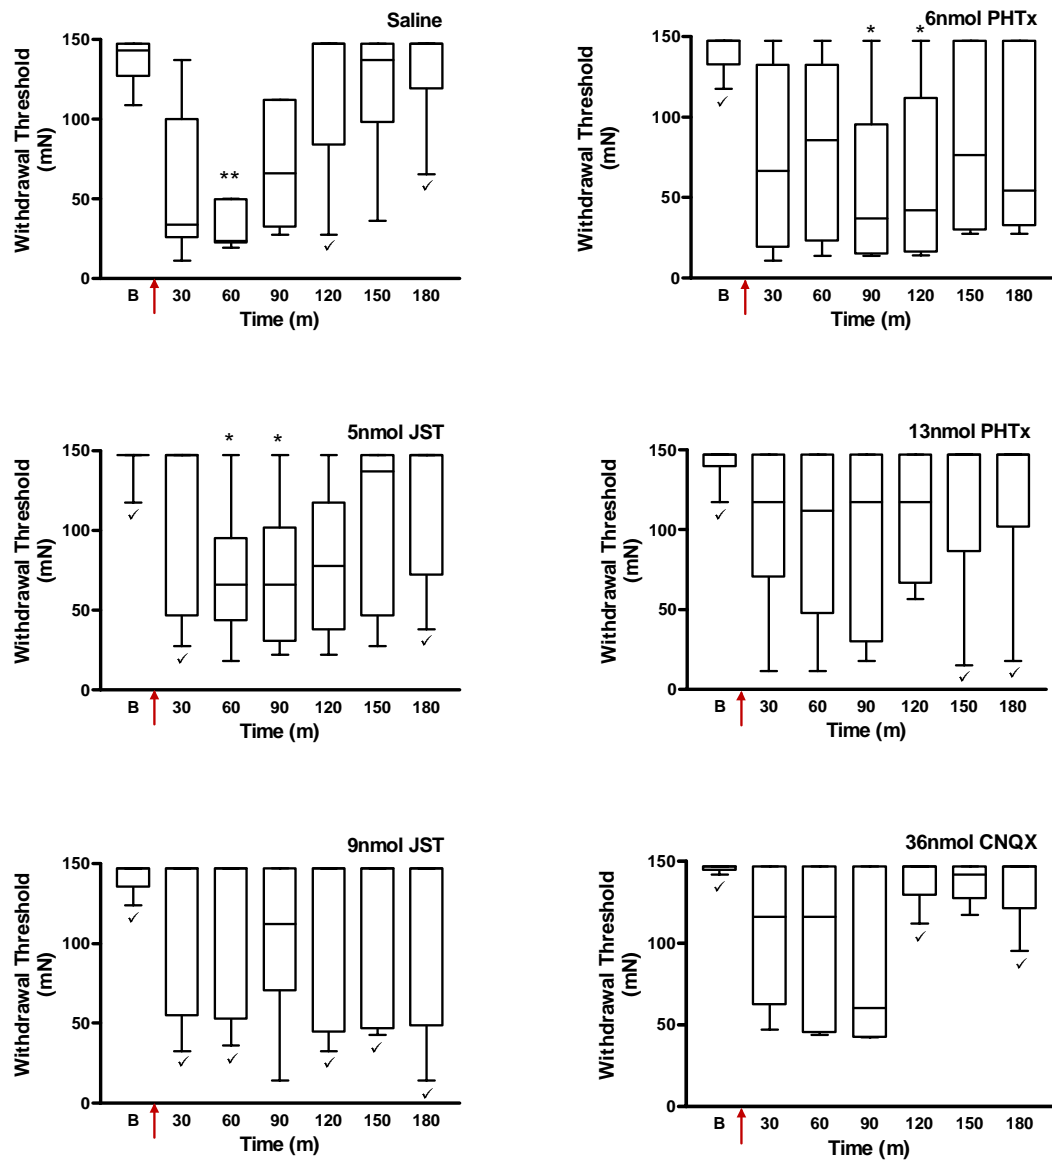 Saline
Withdrawal Threshold
(mN)
150
100
50
0
**
✓
✓
B 30 60 90 120 150 180
Time (m)
6nmol PHTx
Withdrawal Threshold
(mN)
150
100
50
0
* *
✓
B 30 60 90 120 150 180
Time (m)
5nmol JST
Withdrawal Threshold
(mN)
150
100
50
0
* *
✓
✓
✓
B 30 60 90 120 150 180
Time (m)
13nmol PHTx
Withdrawal Threshold
(mN)
150
100
50
0
✓
✓ ✓
B 30 60 90 120 150 180
Time (m)
9nmol JST
Withdrawal Threshold
(mN)
150
100
50
0
✓
✓ ✓ ✓ ✓
✓
B 30 60 90 120 150 180
Time (m)
36nmol CNQX
Withdrawal Threshold
(mN)
150
100
50
0
✓
✓
✓
B 30 60 90 120 150 180
Time (m)